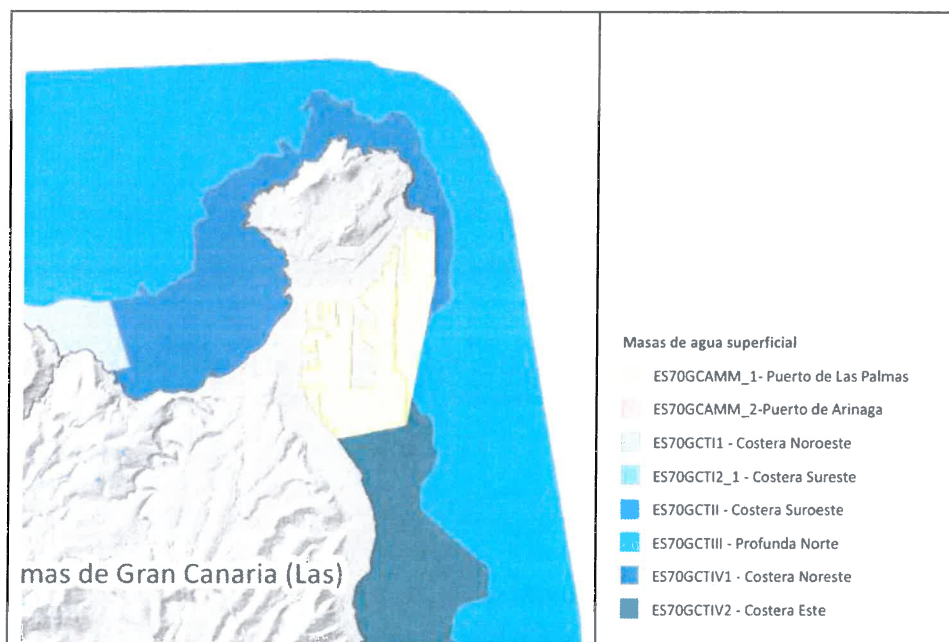 mas de Gran Canaria (Las)
Masas de agua superficial
ES70GCAMM_1- Puerto de Las Palmas
ES70GCAMM_2-Puerto de Arinaga
ES70GCTI1 - Costera Noroeste
ES70GCTI2_1 - Costera Sureste
ES70GCTII - Costera Suroeste
ES70GCTIII - Profunda Norte
ES70GCTIV1 - Costera Noreste
ES70GCTIV2 - Costera Este